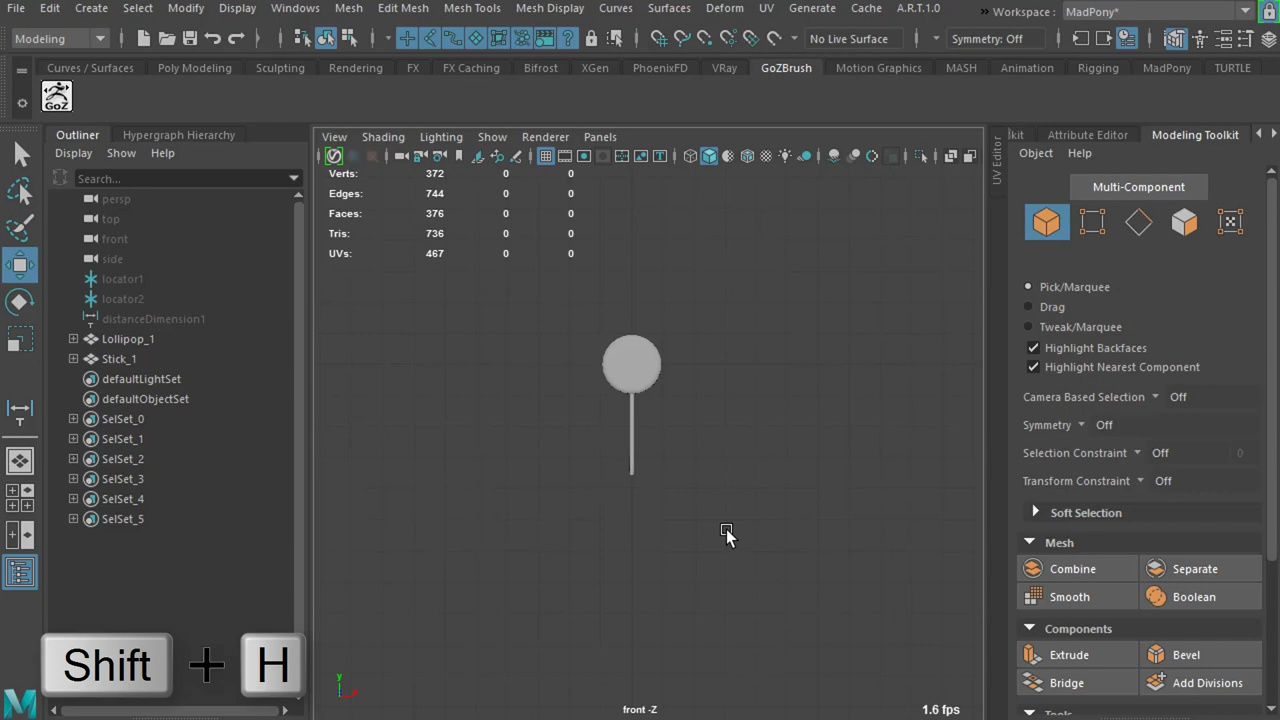 File Edit Create Select Modify Display Windows Mesh Edit Mesh Mesh Tools Mesh Display Curves Surfaces Deform UV Generate Cache A.R.T.1.0 » Workspace: MadPony*
Modeling No Live Surface Symmetry: Off
Curves / Surfaces Poly Modeling Sculpting Rendering FX FX Caching Bifrost XGen PhoenixFD VRay GoZBrush Motion Graphics MASH Animation Rigging MadPony TURTLE
GoZ
Outliner Hypergraph Hierarchy
Display Show Help
Search...
persp
top
front
side
locator1
locator2
distanceDimension1
Lollipop_1
Stick_1
defaultLightSet
defaultObjectSet
SelSet_0
SelSet_1
SelSet_2
SelSet_3
SelSet_4
SelSet_5
View Shading Lighting Show Renderer Panels
Verts: 372 0 0
Edges: 744 0 0
Faces: 376 0 0
Tris: 736 0 0
UVs: 467 0 0
front -Z
1.6 fps
y
UV Editor
kit Attribute Editor Modeling Toolkit
Object Help
Multi-Component
Pick/Marquee
Drag
Tweak/Marquee
Highlight Backfaces
Highlight Nearest Component
Camera Based Selection Off
Symmetry Off
Selection Constraint Off 0
Transform Constraint Off
Soft Selection
Mesh
Combine Separate
Smooth Boolean
Components
Extrude Bevel
Bridge Add Divisions
Tools
Shift + H